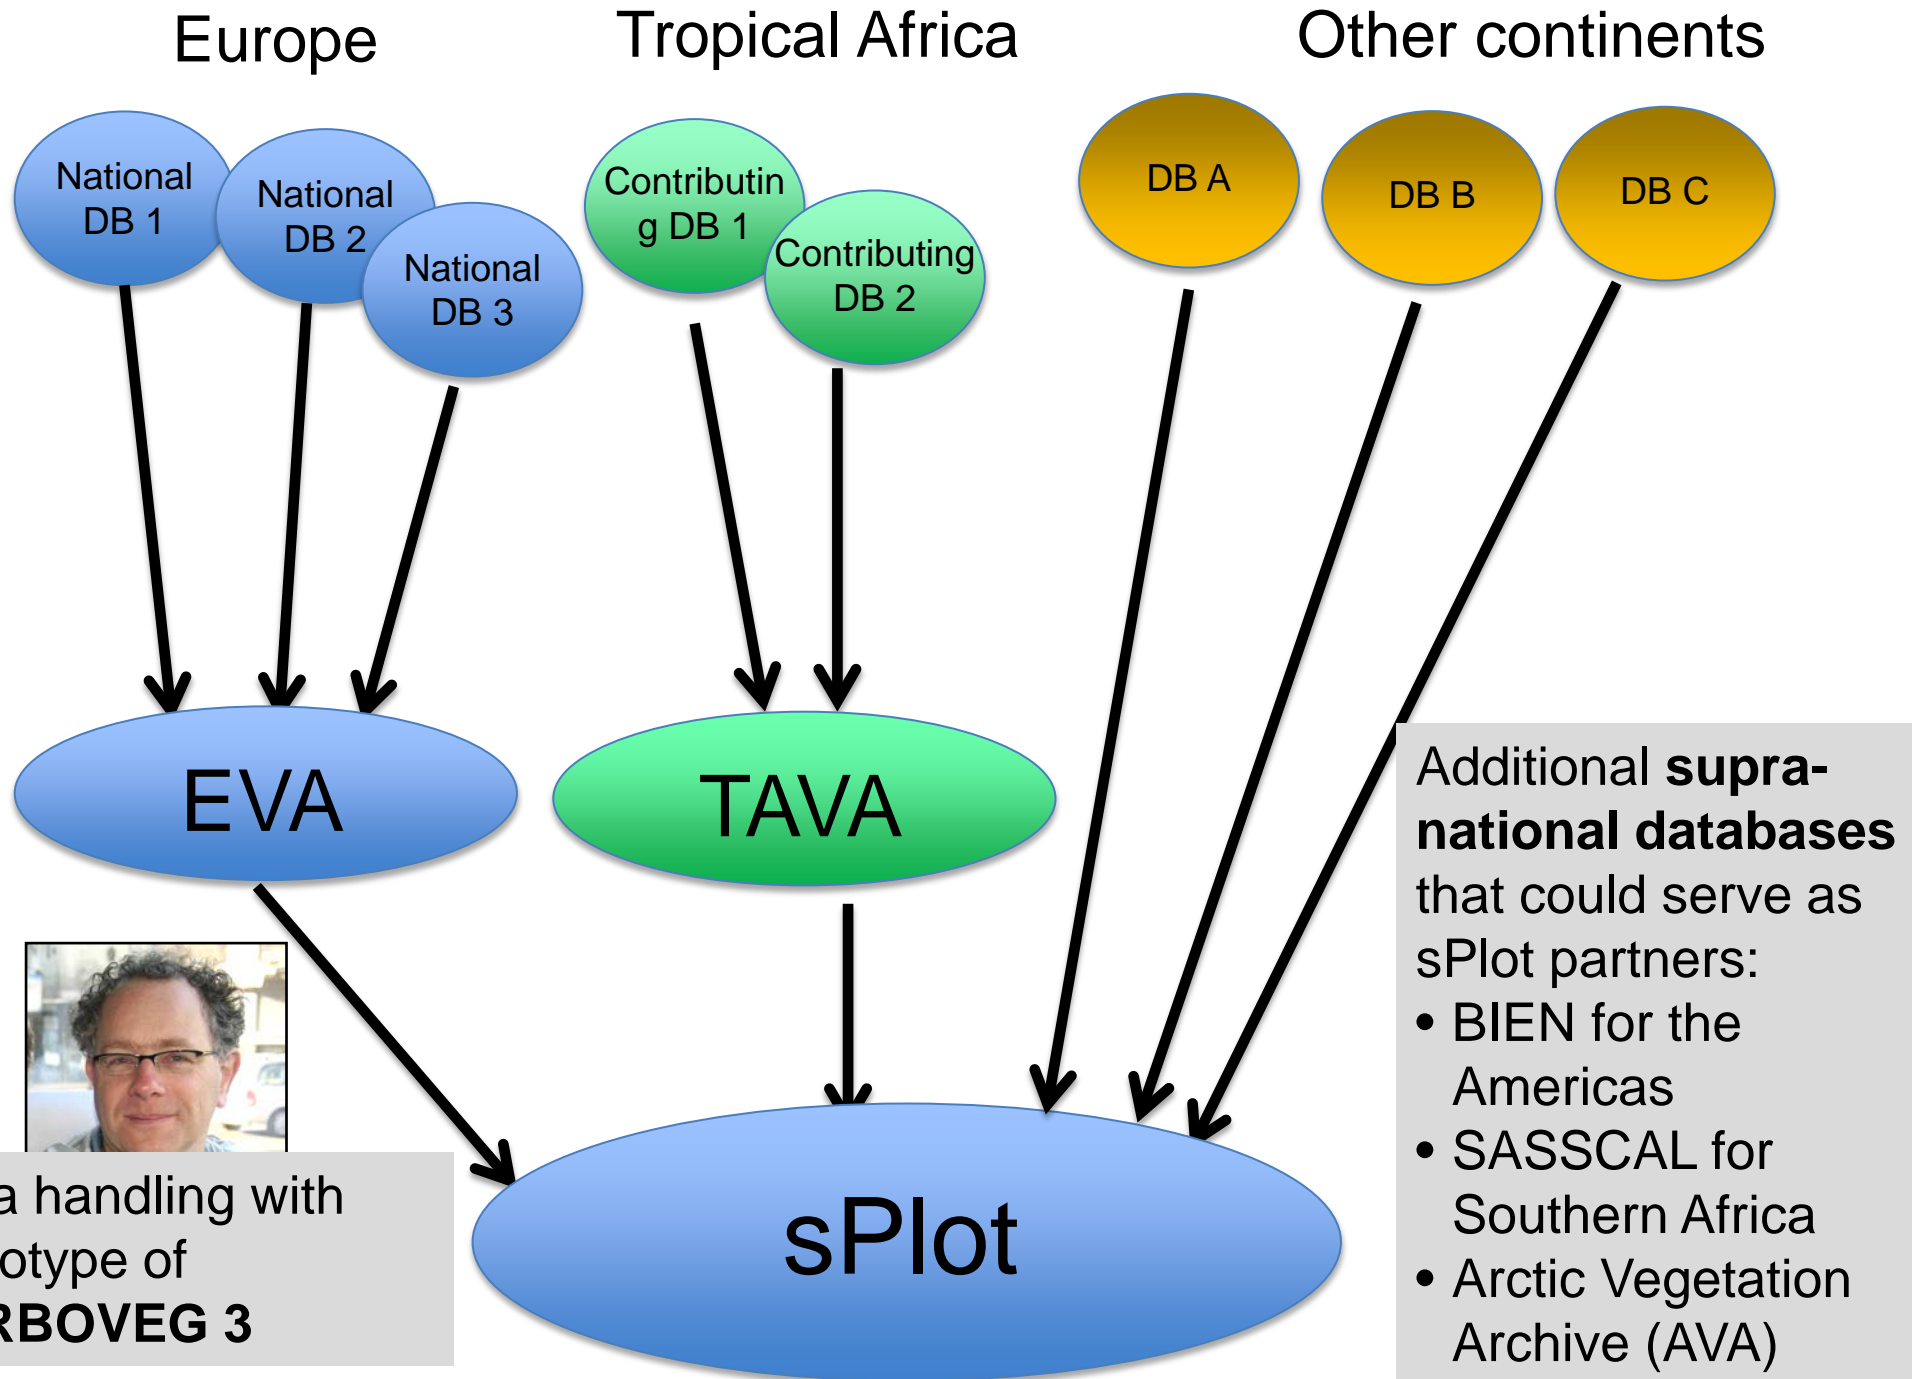 Europe
Tropical Africa
Other continents
National
DB 1
National
DB 2
National
DB 3
Contributin
g DB 1
Contributing
DB 2
DB A
DB B
DB C
EVA
TAVA
Additional supra-
national databases
that could serve as
sPlot partners:
• BIEN for the
Americas
• SASSCAL for
Southern Africa
• Arctic Vegetation
Archive (AVA)
a handling with
otype of
RBOVEG 3
sPlot